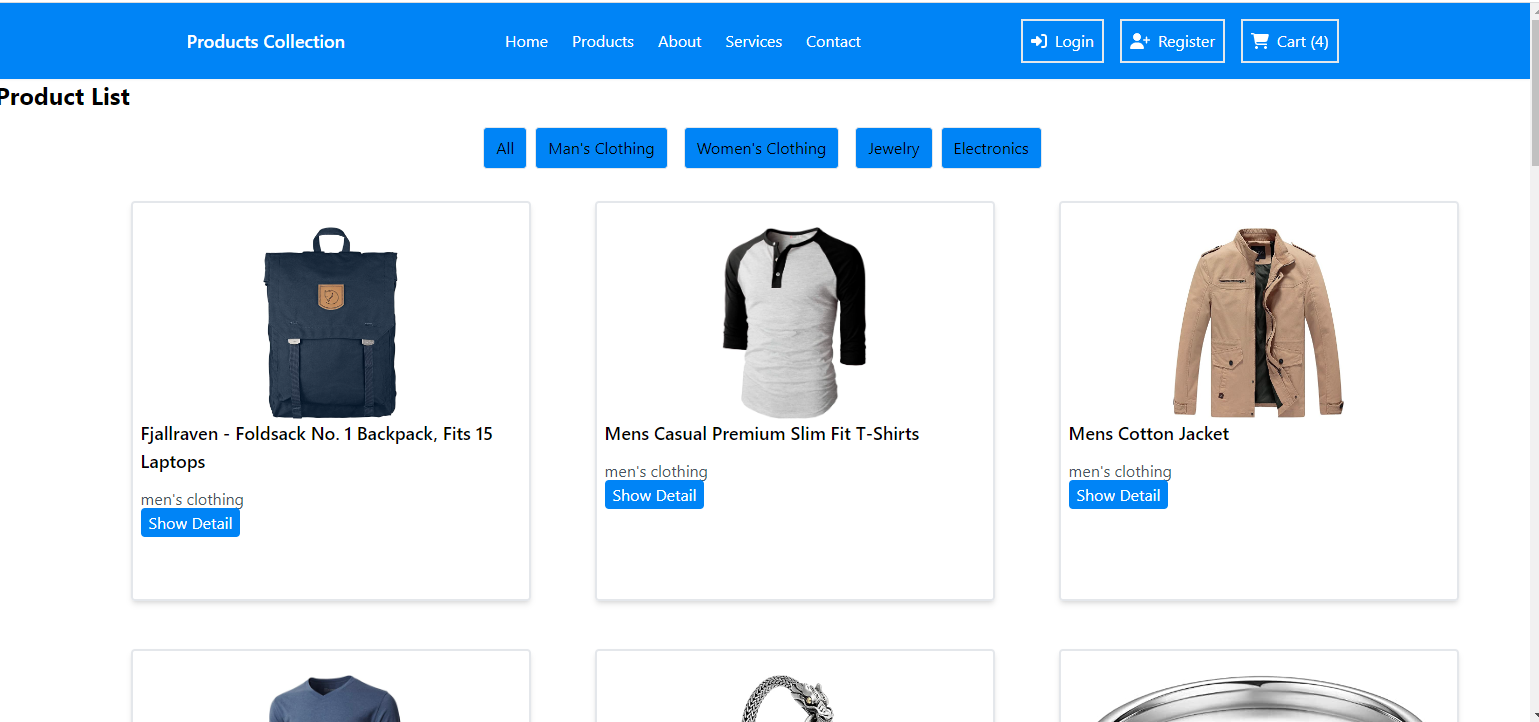 Products Collection
Home
Products
About
Services
Contact
Login
Register
Cart (4)
Product List
All
Man's Clothing
Women's Clothing
Jewelry
Electronics
Fjallraven - Foldsack No. 1 Backpack, Fits 15
Laptops
men's clothing
Show Detail
Mens Casual Premium Slim Fit T-Shirts
men's clothing
Show Detail
Mens Cotton Jacket
men's clothing
Show Detail